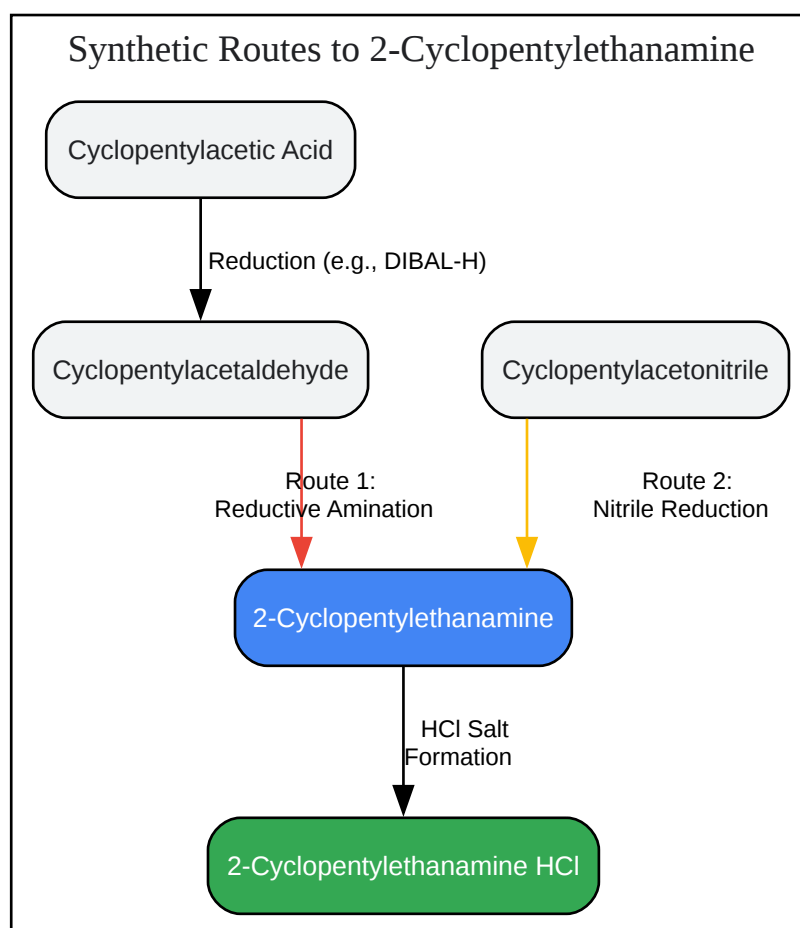 Synthetic Routes to 2-Cyclopentylethanamine
Cyclopentylacetic Acid
Reduction (e.g., DIBAL-H)
Cyclopentylacetaldehyde
Cyclopentylacetonitrile
Route 1:
Reductive Amination
Route 2:
Nitrile Reduction
2-Cyclopentylethanamine
HCl Salt
Formation
2-Cyclopentylethanamine HCl